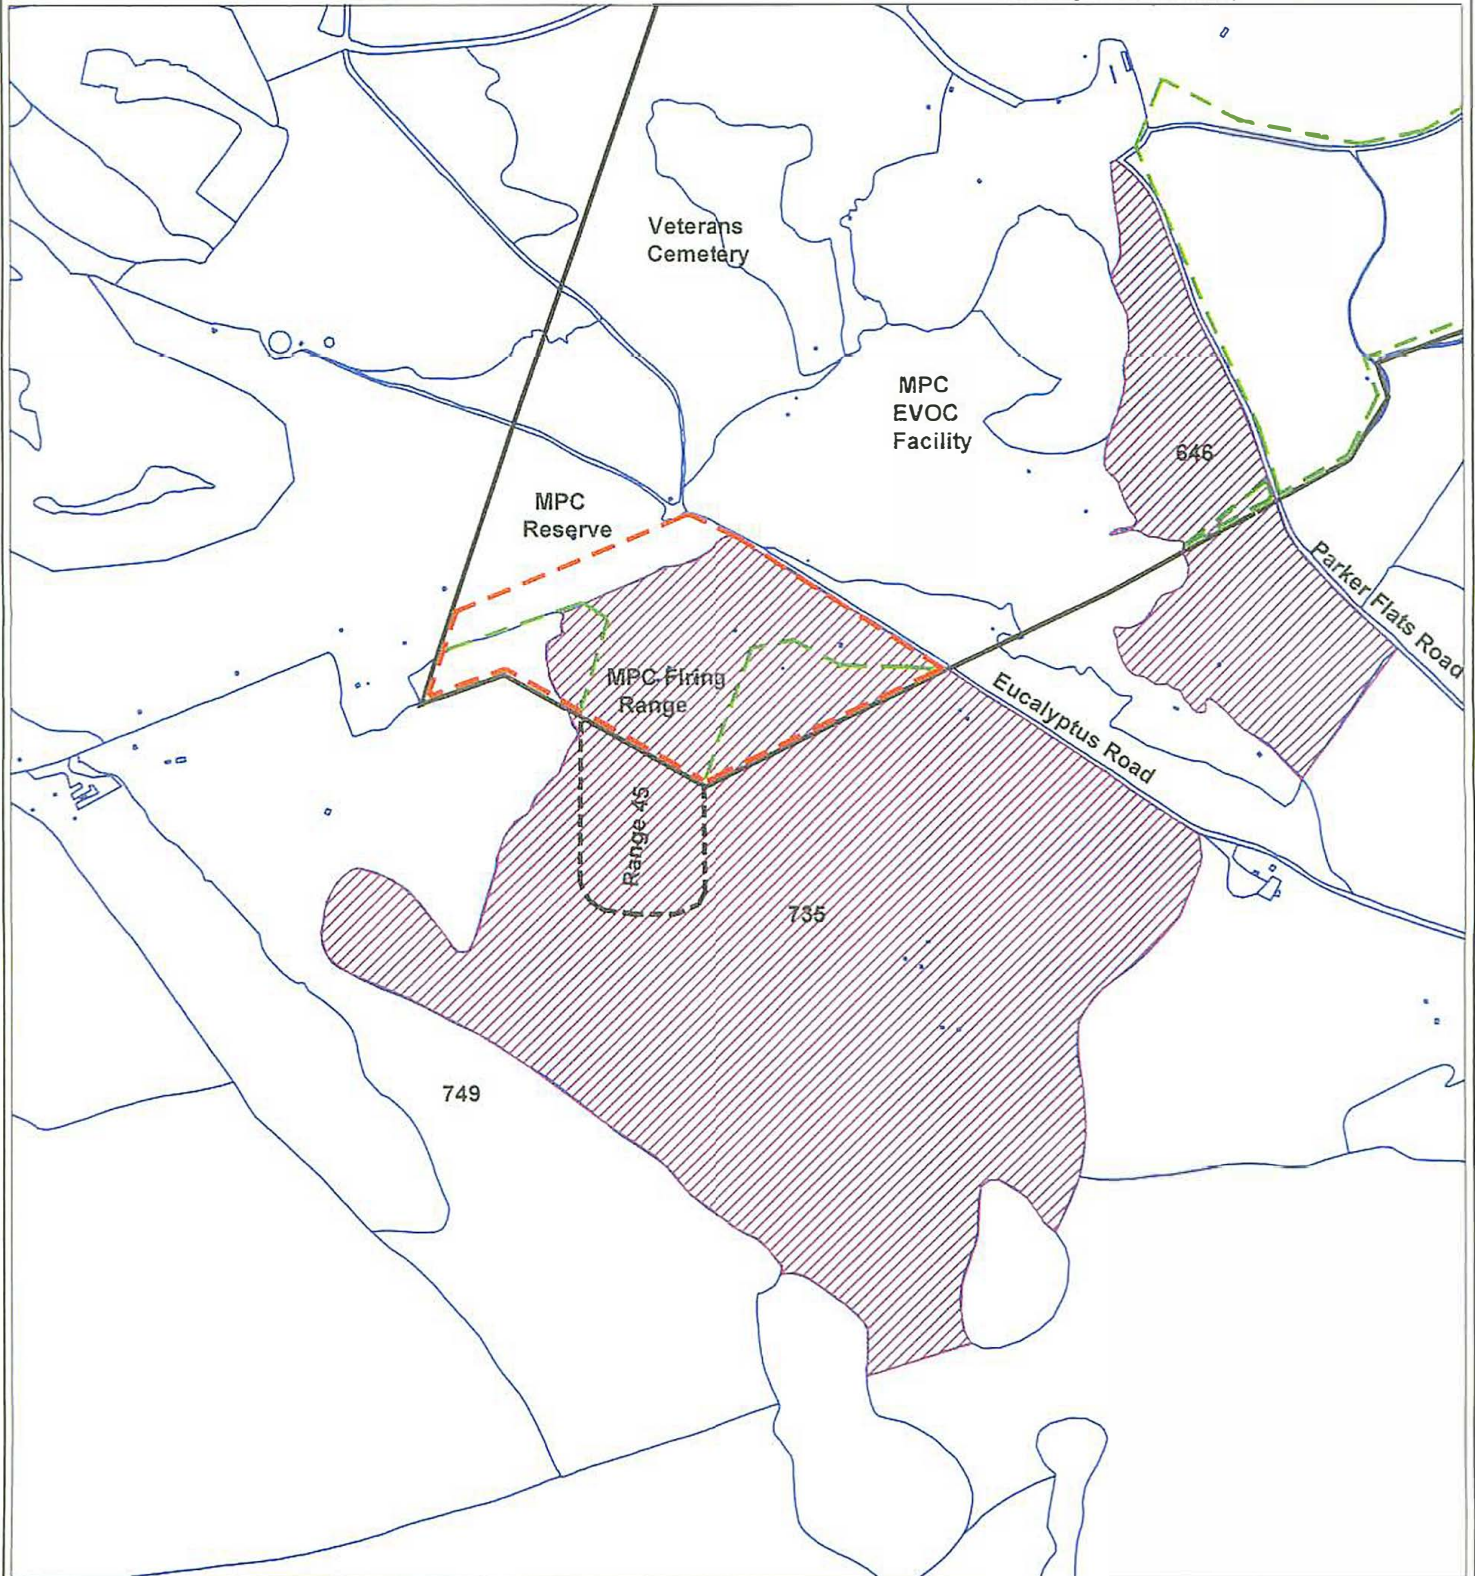 Veterans
Cemetery
MPC
EVOC
Facility
646
MPC
Reserve
Parker Flats Road
MPC Firing
Range
Eucalyptus Road
Range 45
735
749